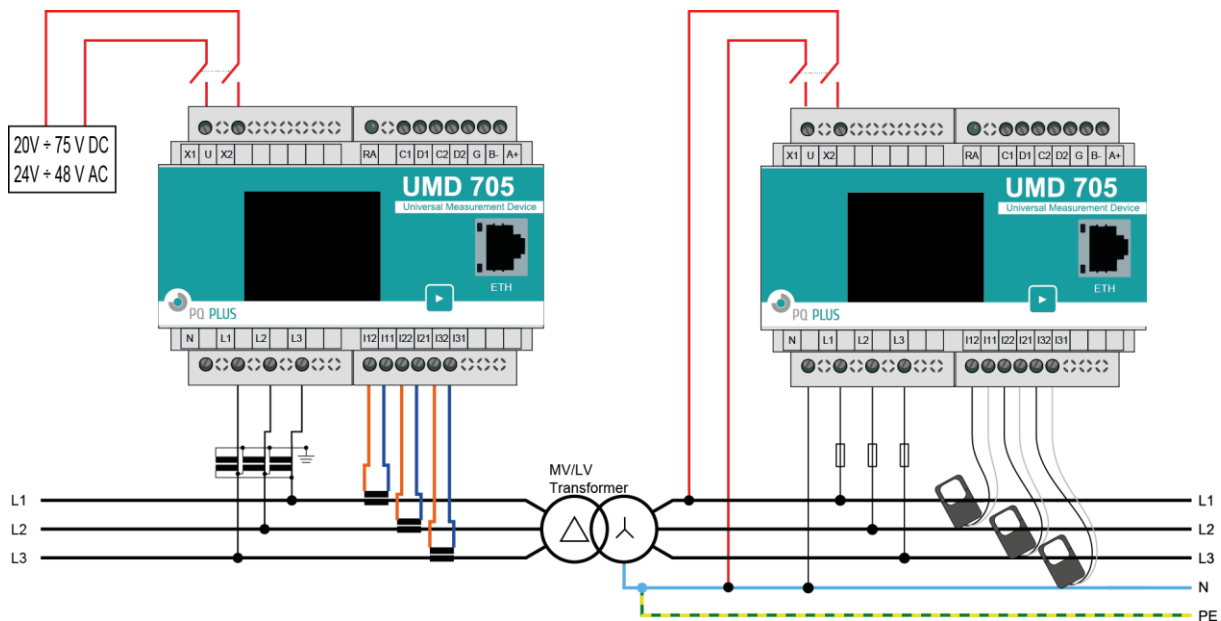 20V ÷ 75 V DC
24V ÷ 48 V AC
X1 U X2 RA C1 D1 C2 D2 G B- A+
UMD 705
Universal Measurement Device
ETH
PQ PLUS
N L1 L2 L3 I12 I11 I22 I21 I32 I31
X1 U X2 RA C1 D1 C2 D2 G B- A+
UMD 705
Universal Measurement Device
ETH
PQ PLUS
N L1 L2 L3 I12 I11 I22 I21 I32 I31
MV/LV
Transformer
L1
L2
L3
L1
L2
L3
N
PE